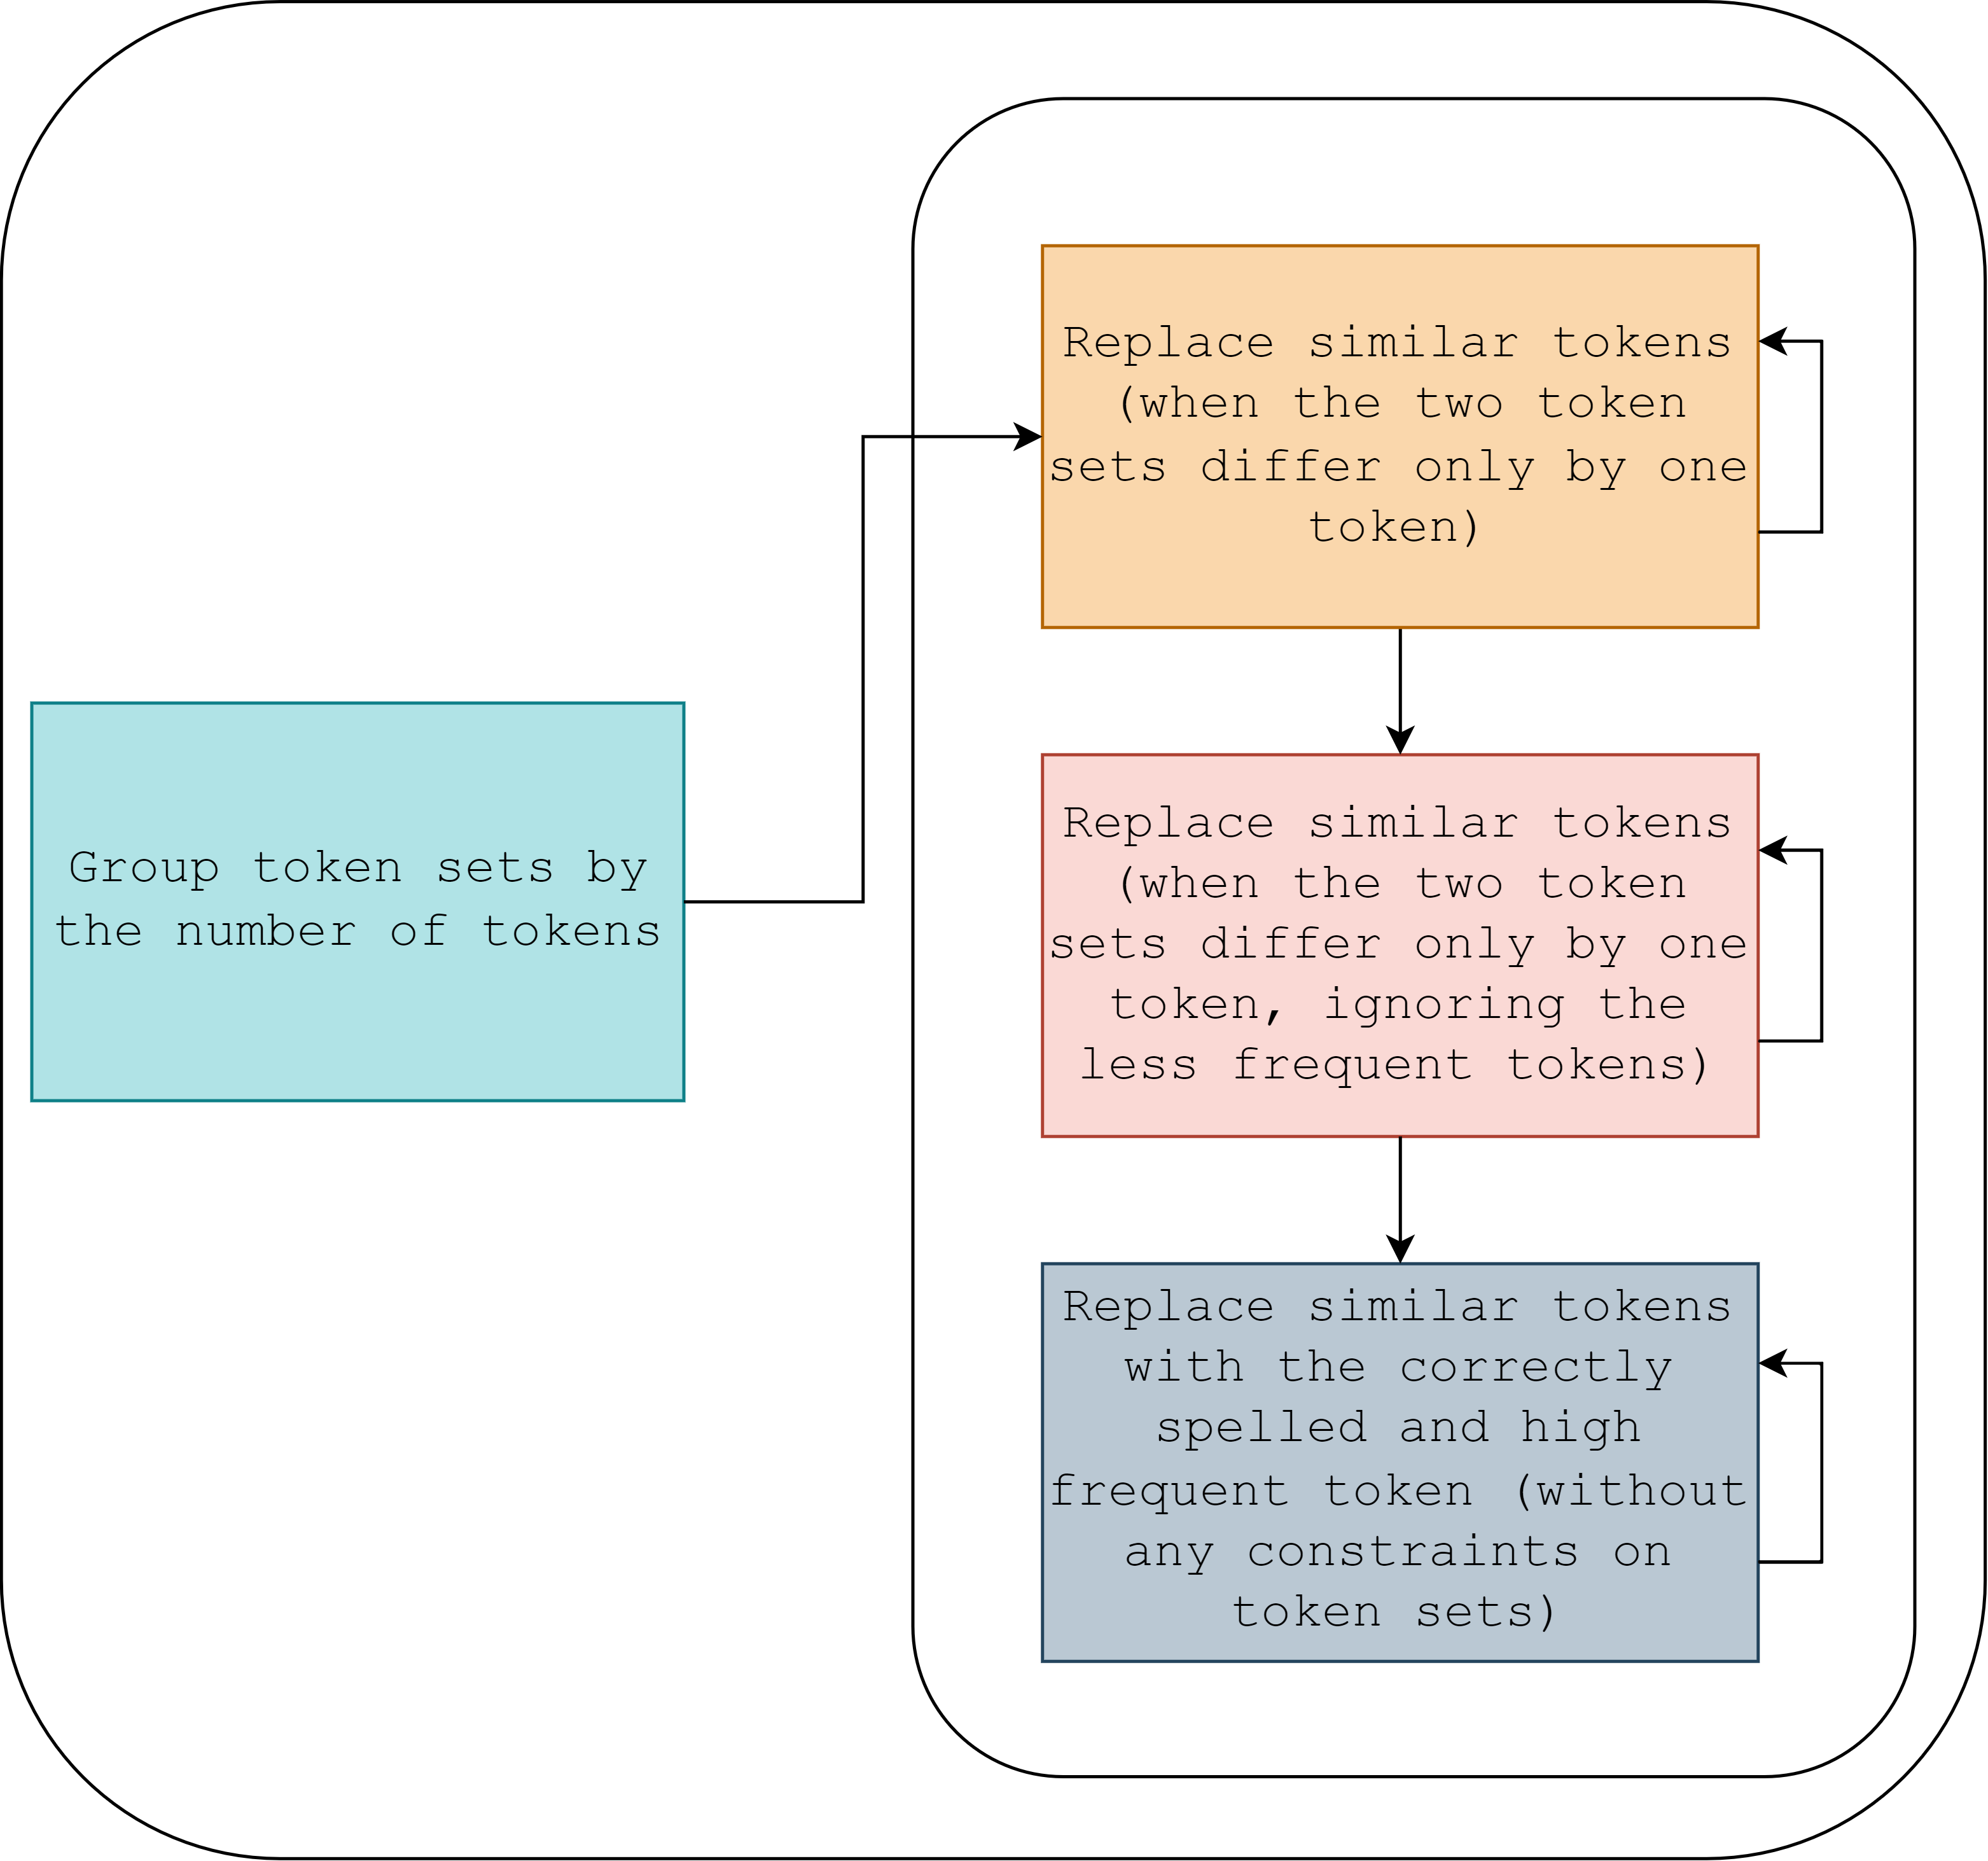 Group token sets by
the number of tokens
Replace similar tokens
(when the two token
sets differ only by one
token)
Replace similar tokens
(when the two token
sets differ only by one
token, ignoring the
less frequent tokens)
Replace similar tokens
with the correctly
spelled and high
frequent token (without
any constraints on
token sets)